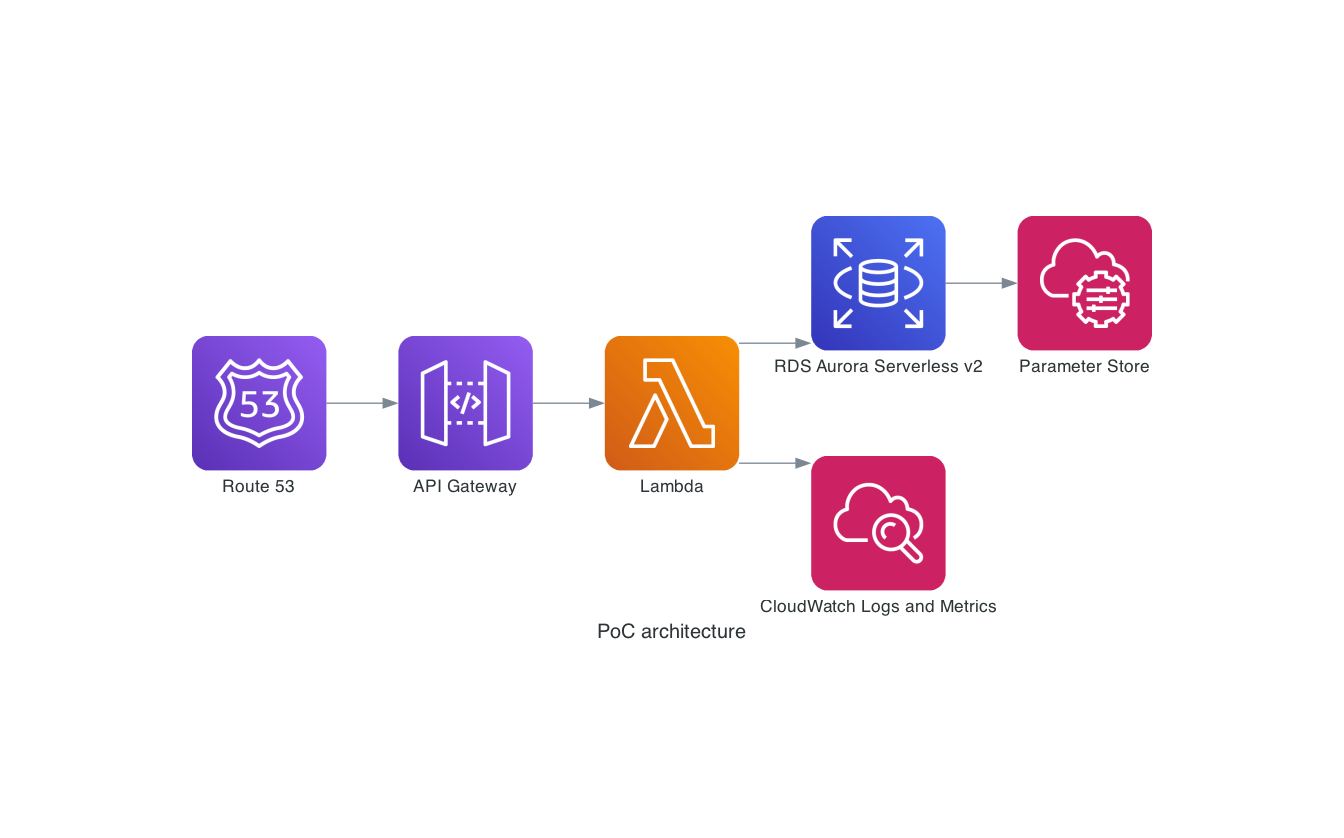 RDS Aurora Serverless v2
Parameter Store
53
</>
Route 53
API Gateway
Lambda
CloudWatch Logs and Metrics
PoC architecture